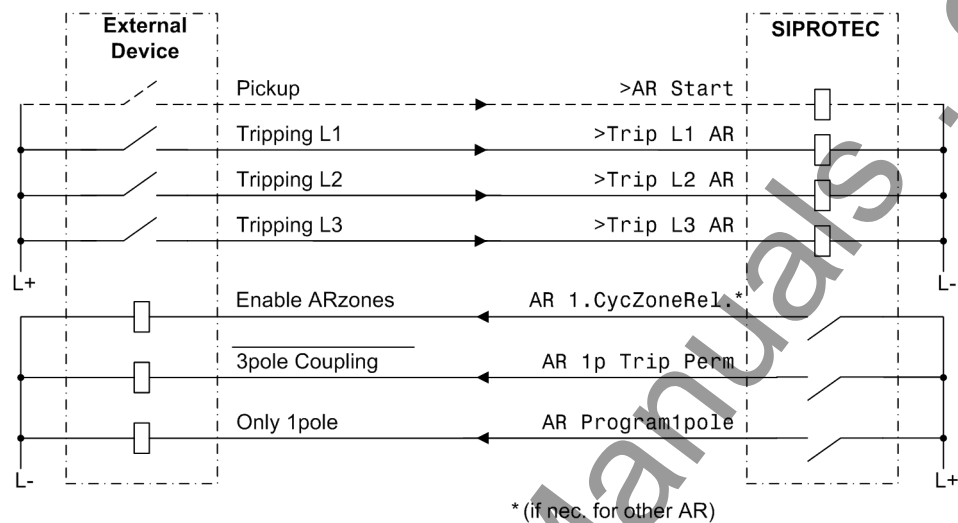 External
Device
SIPROTEC
Pickup
>AR Start
Tripping L1
>Trip L1 AR
Tripping L2
>Trip L2 AR
Tripping L3
>Trip L3 AR
L+
L-
Enable ARzones
AR 1.CycZoneRel.*
3pole Coupling
AR 1p Trip Perm
Only 1pole
AR Program1pole
L-
L+
* (if nec. for other AR)
Manuals .